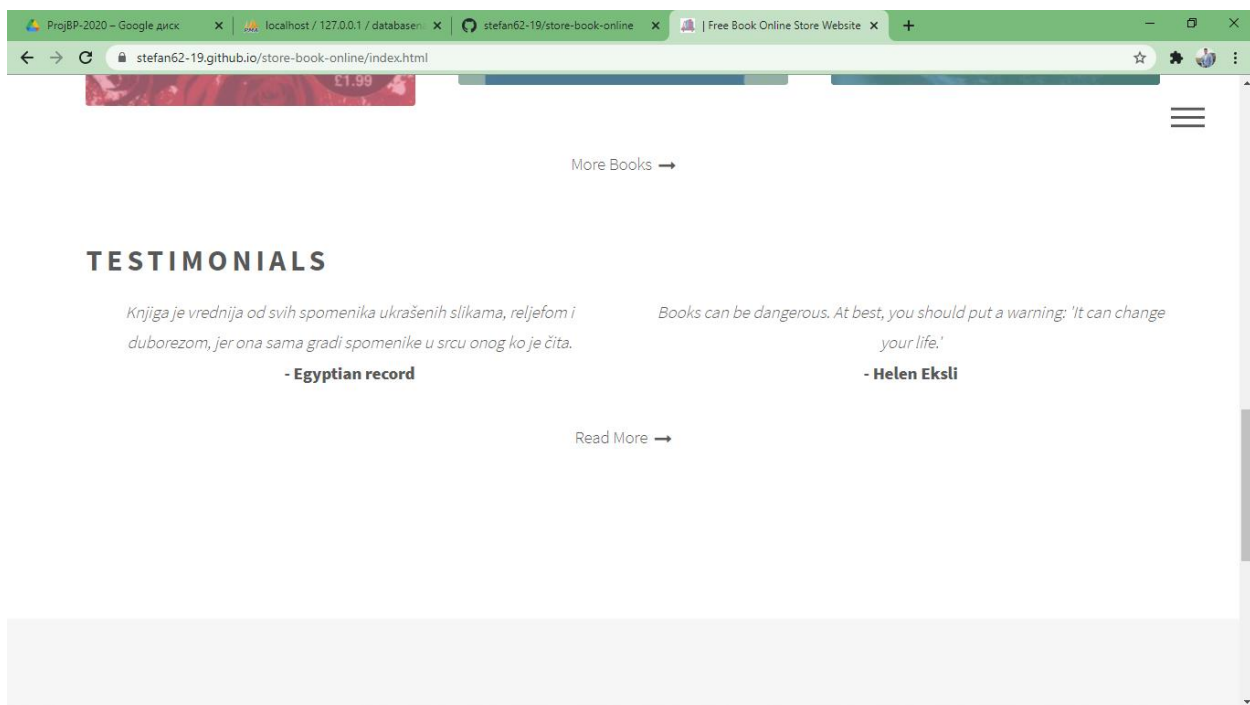 ProjBP-2020 – Google диск
localhost / 127.0.0.1 / databasen
stefan62-19/store-book-online
| Free Book Online Store Website
stefan62-19.github.io/store-book-online/index.html
£1.99
More Books →
TESTIMONIALS
Knjiga je vrednija od svih spomenika ukrašenih slikama, reljefom i
duborezom, jer ona sama gradi spomenike u srcu onog ko je čita.
- Egyptian record
Books can be dangerous. At best, you should put a warning: 'It can change
your life.'
- Helen Eksli
Read More →